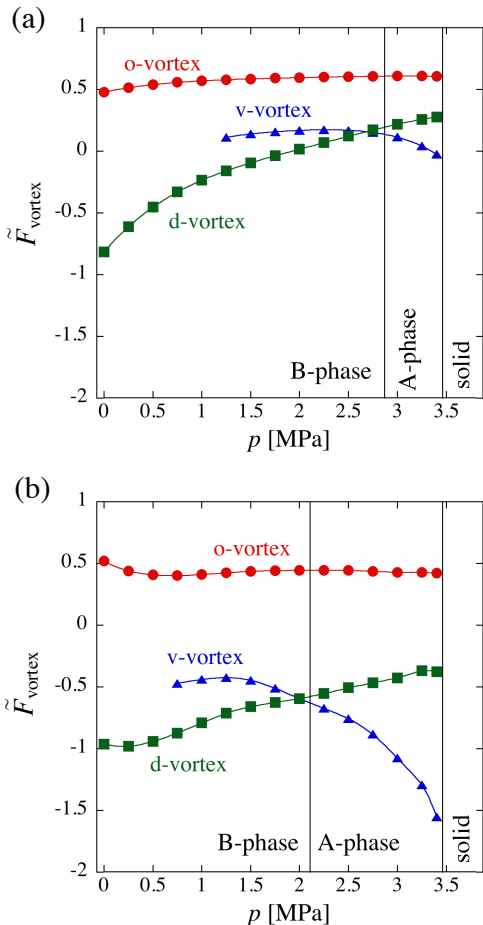 (a)
1
0.5
0
-0.5
-1
-1.5
-2
F̃vortex
o-vortex
v-vortex
d-vortex
B-phase
A-phase
solid
0 0.5 1 1.5 2 2.5 3 3.5
p [MPa]
(b)
1
0.5
0
-0.5
-1
-1.5
-2
F̃vortex
o-vortex
v-vortex
d-vortex
B-phase
A-phase
solid
0 0.5 1 1.5 2 2.5 3 3.5
p [MPa]